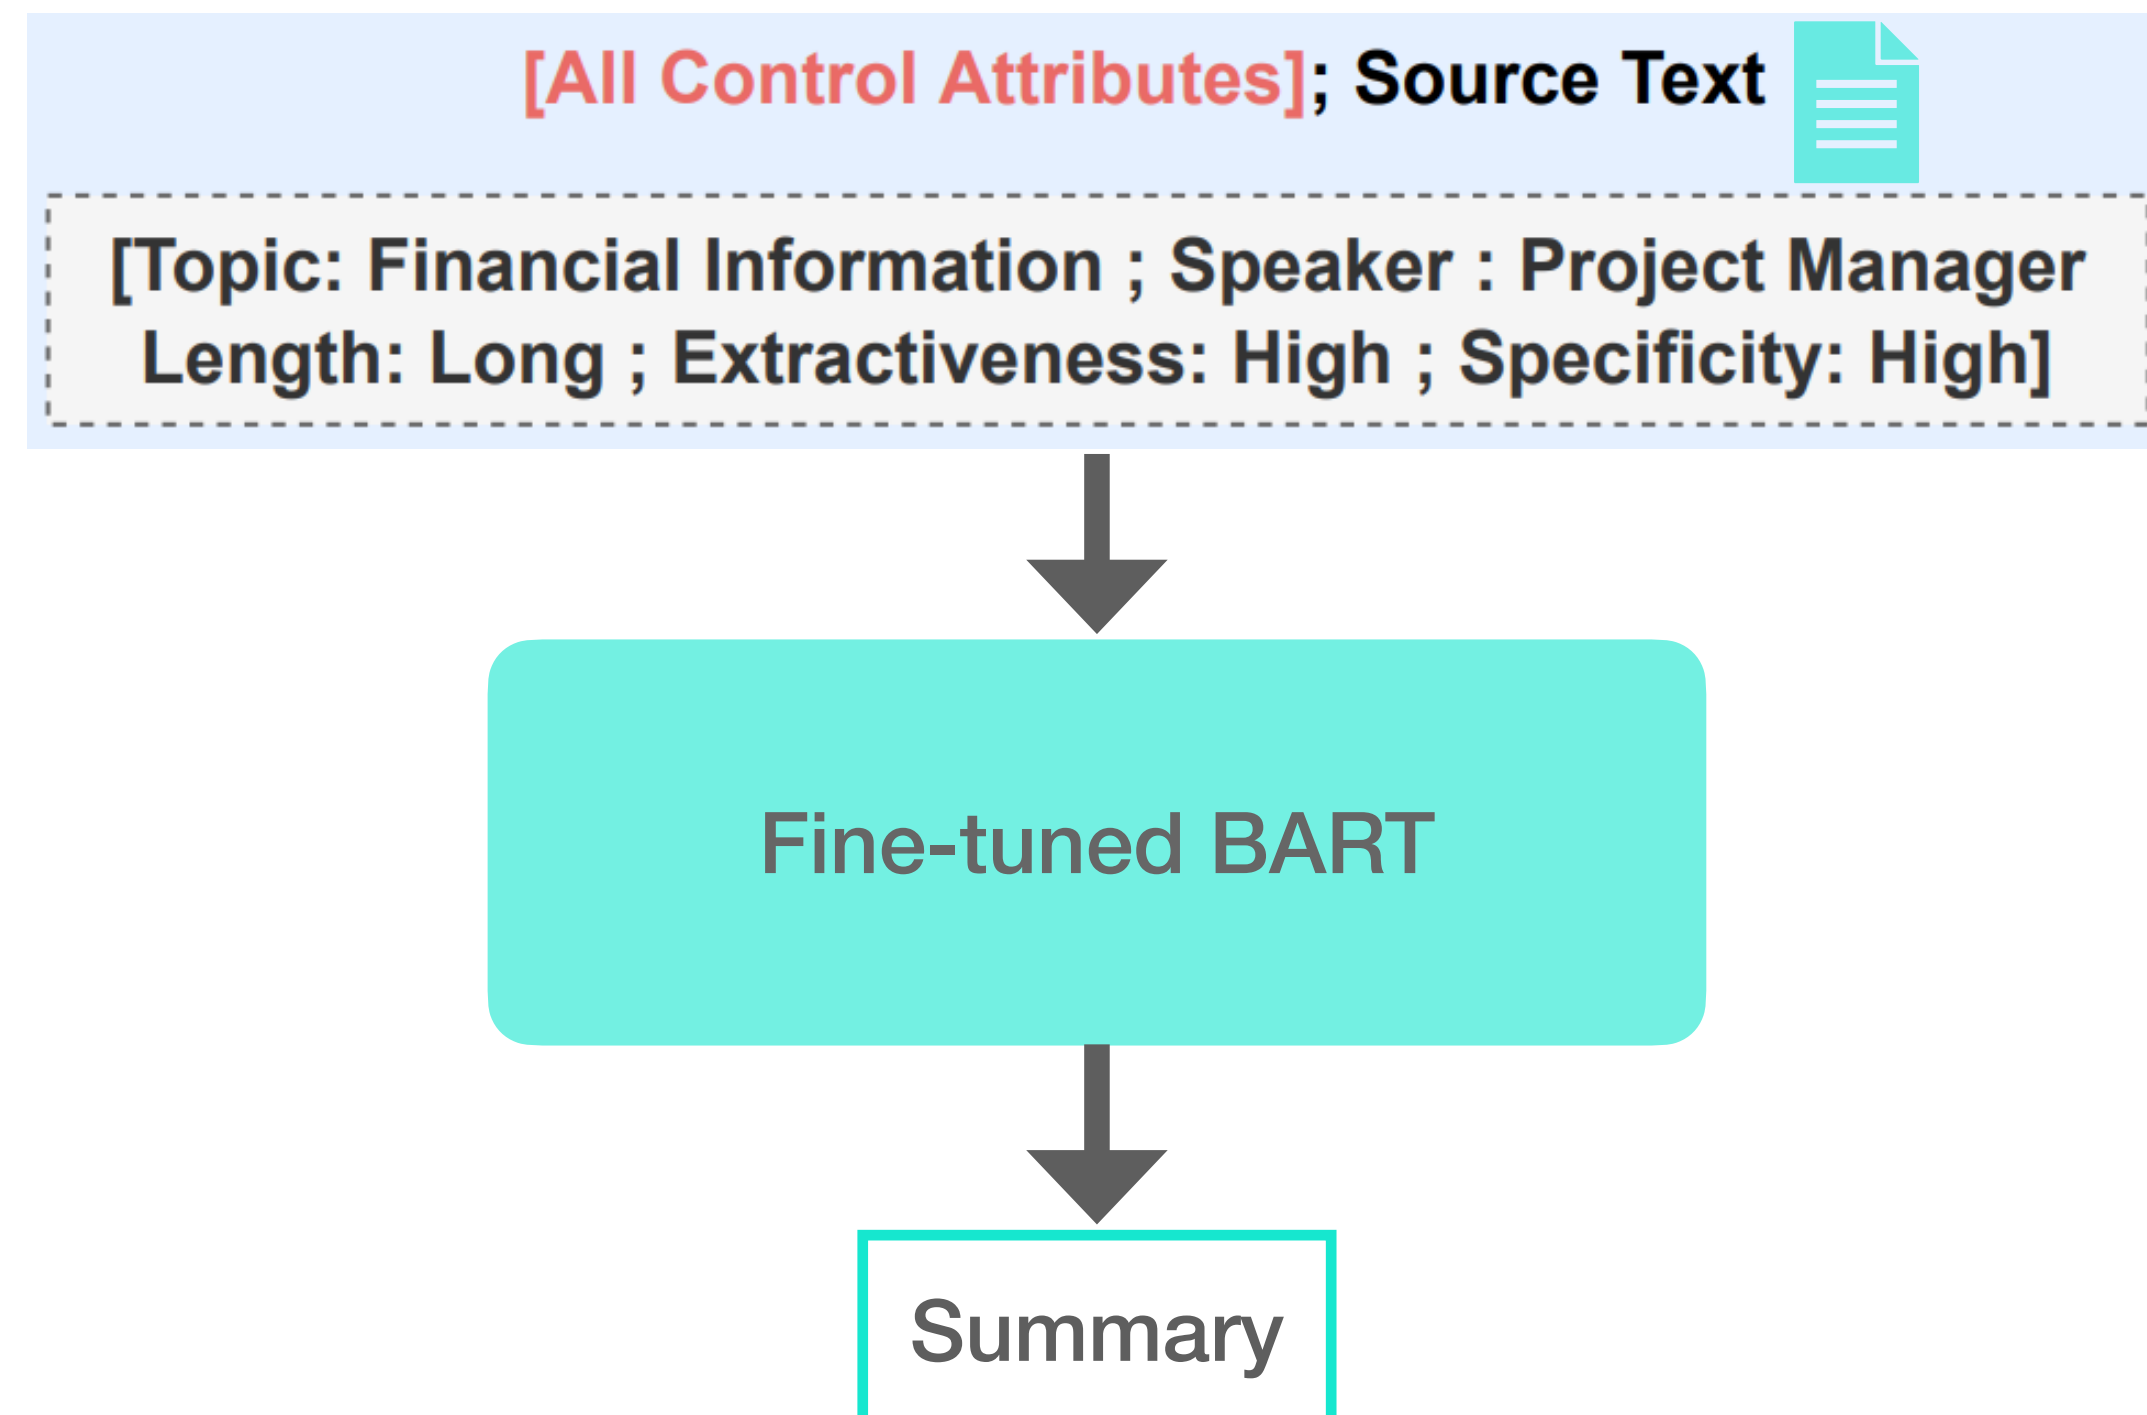 [All Control Attributes]; Source Text
[Topic: Financial Information ; Speaker : Project Manager
Length: Long ; Extractiveness: High ; Specificity: High]
Fine-tuned BART
Summary